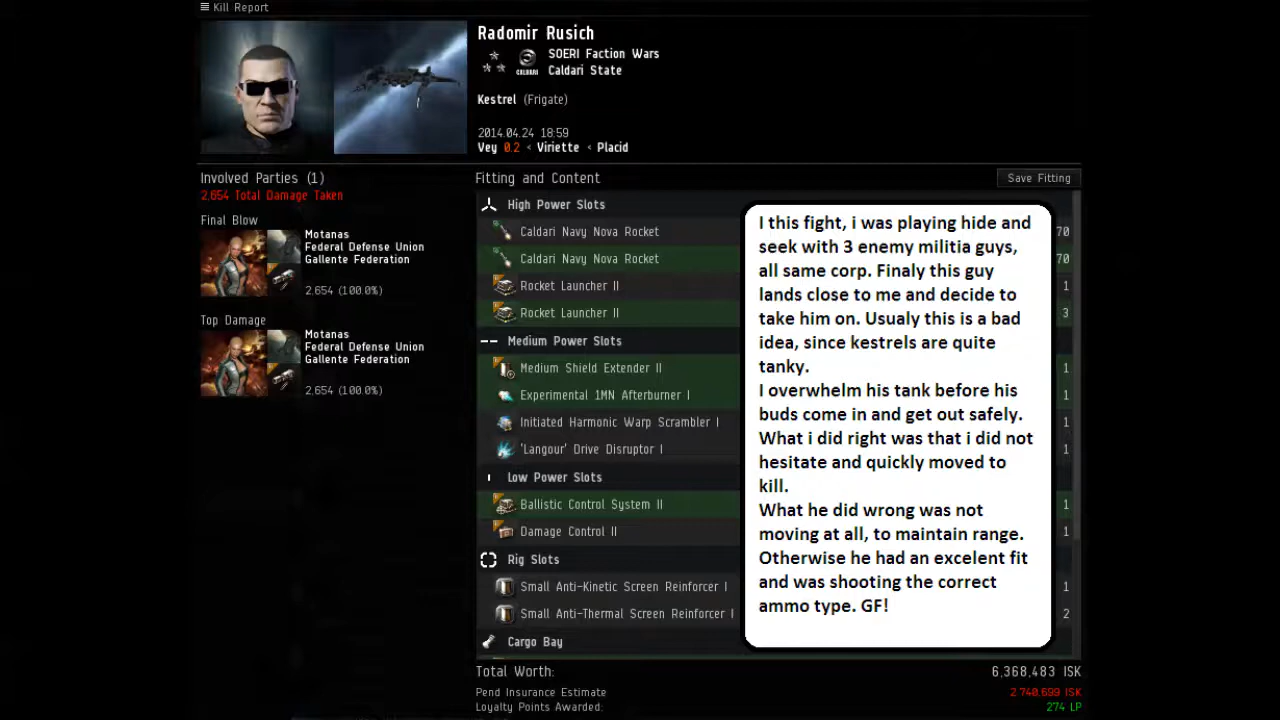 Kill Report
Radomir Rusich
SOERI Faction Wars
CALDARI
Caldari State
Kestrel (Frigate)
2014.04.24 18:59
Vey 0.2 < Viriette < Placid
Involved Parties (1)
2,654 Total Damage Taken
Final Blow
Motanas
Federal Defense Union
Gallente Federation
2,654 (100.0%)
Top Damage
Motanas
Federal Defense Union
Gallente Federation
2,654 (100.0%)
Fitting and Content
Save Fitting
High Power Slots
Caldari Navy Nova Rocket 70
Caldari Navy Nova Rocket 70
Rocket Launcher II 1
Rocket Launcher II 3
Medium Power Slots
Medium Shield Extender II 1
Experimental 1MN Afterburner I 1
Initiated Harmonic Warp Scrambler I 1
'Langour' Drive Disruptor I 1
Low Power Slots
Ballistic Control System II 1
Damage Control II 1
Rig Slots
Small Anti-Kinetic Screen Reinforcer I 1
Small Anti-Thermal Screen Reinforcer I 2
Cargo Bay
I this fight, i was playing hide and
seek with 3 enemy militia guys,
all same corp. Finaly this guy
lands close to me and decide to
take him on. Usualy this is a bad
idea, since kestrels are quite
tanky.
I overwhelm his tank before his
buds come in and get out safely.
What i did right was that i did not
hesitate and quickly moved to
kill.
What he did wrong was not
moving at all, to maintain range.
Otherwise he had an excelent fit
and was shooting the correct
ammo type. GF!
Total Worth: 6,368,483 ISK
Pend Insurance Estimate 2,740,699 ISK
Loyalty Points Awarded: 274 LP